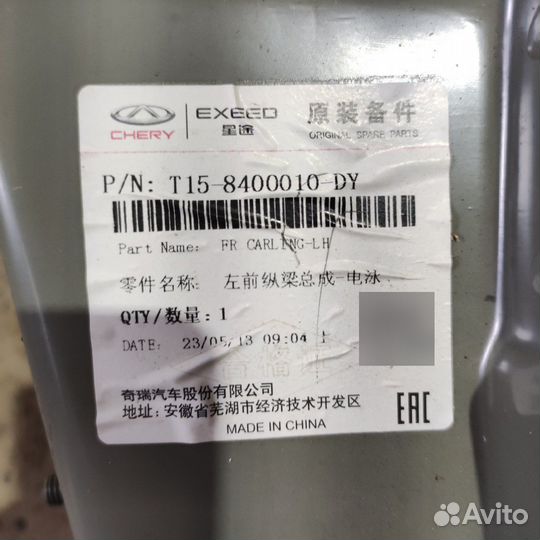 CHERY
EXEED
星途
原装备件
ORIGINAL SPARE PARTS
P/N: T15-8400010-DY
Part Name: FR CARLING-LH
零件名称: 左前纵梁总成-电泳
QTY/数量: 1
DATE: 23/05/13 09:04
奇瑞汽车股份有限公司
地址: 安徽省芜湖市经济技术开发区
MADE IN CHINA
EAC
Avito